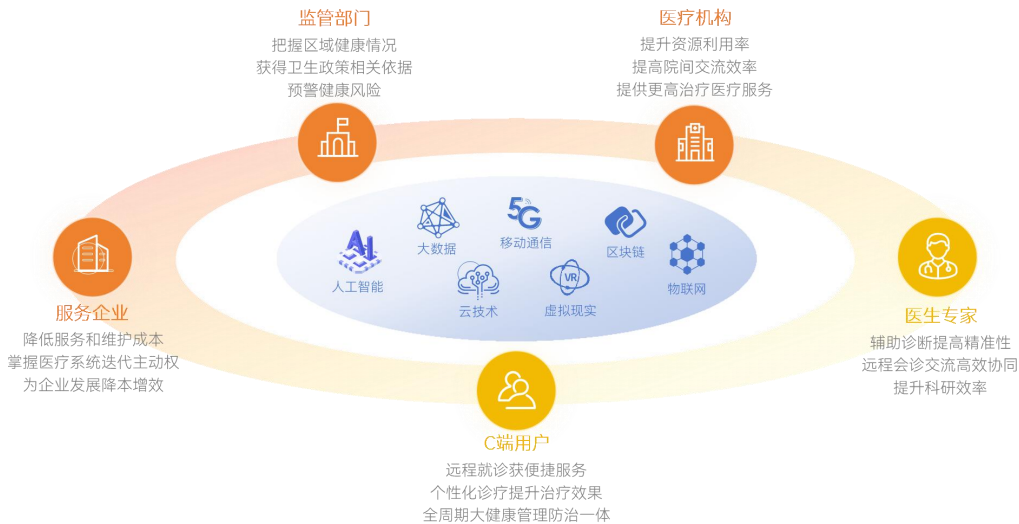 监管部门
把握区域健康情况
获得卫生政策相关依据
预警健康风险
医疗机构
提升资源利用率
提高院间交流效率
提供更高治疗医疗服务
5G
大数据
移动通信
区块链
AI
人工智能
云技术
VR
虚拟现实
物联网
服务企业
降低服务和维护成本
掌握医疗系统迭代主动权
为企业发展降本增效
医生专家
辅助诊断提高精准性
远程会诊交流高效协同
提升科研效率
C端用户
远程就诊获便捷服务
个性化诊疗提升治疗效果
全周期大健康管理防治一体